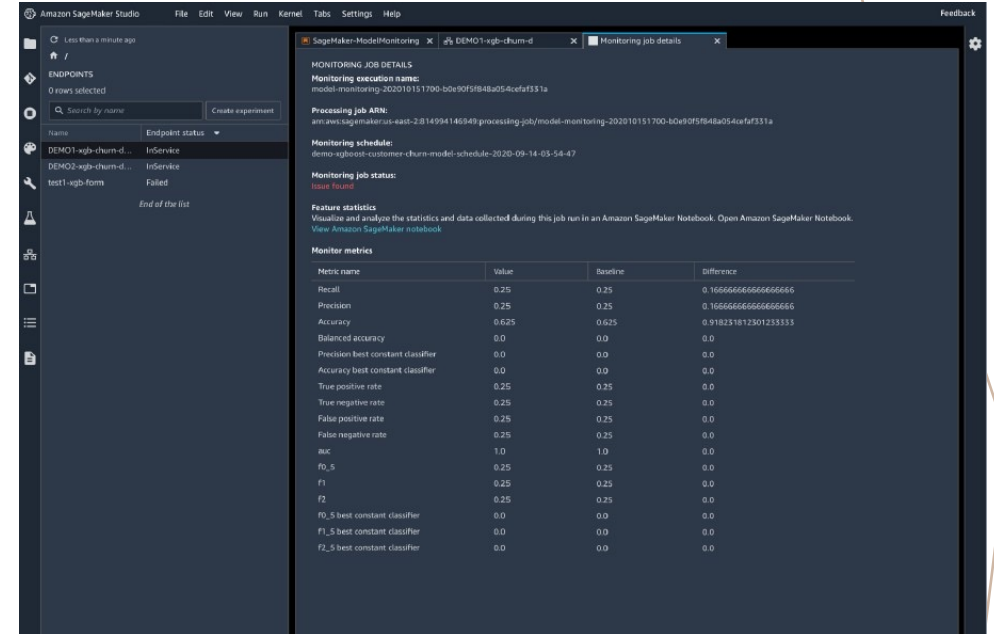 Amazon SageMaker Studio File Edit View Run Kernel Tabs Settings Help Feedback
Less than a minute ago
/
ENDPOINTS
0 rows selected
Search by name Create experiment
Name Endpoint status
DEMO1-xgb-churn-d... InService
DEMO2-xgb-churn-d... InService
test1-xgb-form Failed
End of the list
SageMaker-ModelMonitoring DEMO1-xgb-churn-d Monitoring job details
MONITORING JOB DETAILS
Monitoring execution name:
model-monitoring-202010151700-b0e90f5f848a054cefaf331a
Processing job ARN:
arn:aws:sagemaker:us-east-2:814994146949:processing-job/model-monitoring-202010151700-b0e90f5f848a054cefaf331a
Monitoring schedule:
demo-xgboost-customer-churn-model-schedule-2020-09-14-03-54-47
Monitoring job status:
Issue found
Feature statistics
Visualize and analyze the statistics and data collected during this job run in an Amazon SageMaker Notebook. Open Amazon SageMaker Notebook.
View Amazon SageMaker notebook
Monitor metrics
Metric name Value Baseline Difference
Recall 0.25 0.25 0.166666666666666666
Precision 0.25 0.25 0.166666666666666666
Accuracy 0.625 0.625 0.918231812301233333
Balanced accuracy 0.0 0.0 0.0
Precision best constant classifier 0.0 0.0 0.0
Accuracy best constant classifier 0.0 0.0 0.0
True positive rate 0.25 0.25 0.0
True negative rate 0.25 0.25 0.0
False positive rate 0.25 0.25 0.0
False negative rate 0.25 0.25 0.0
auc 1.0 1.0 0.0
f0_5 0.25 0.25 0.0
f1 0.25 0.25 0.0
f2 0.25 0.25 0.0
f0_5 best constant classifier 0.0 0.0 0.0
f1_5 best constant classifier 0.0 0.0 0.0
f2_5 best constant classifier 0.0 0.0 0.0